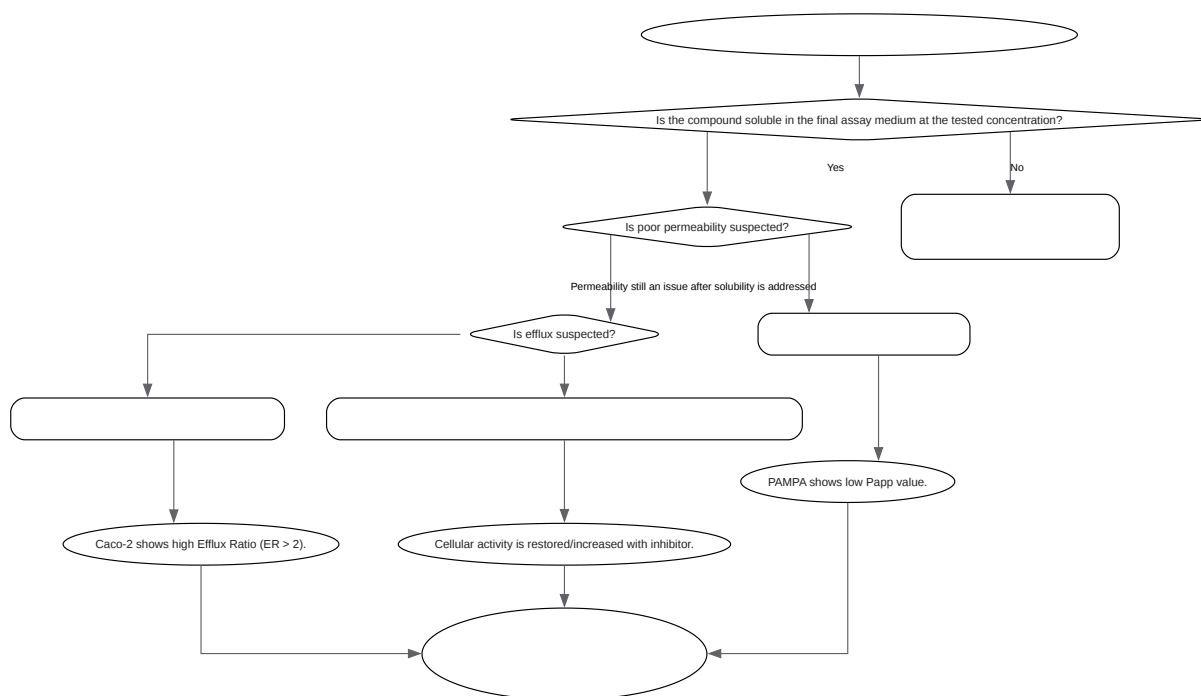 Is the compound soluble in the final assay medium at the tested concentration?
Yes
No
Is poor permeability suspected?
Permeability still an issue after solubility is addressed
Is efflux suspected?
PAMPA shows low Papp value.
Caco-2 shows high Efflux Ratio (ER > 2).
Cellular activity is restored/increased with inhibitor.